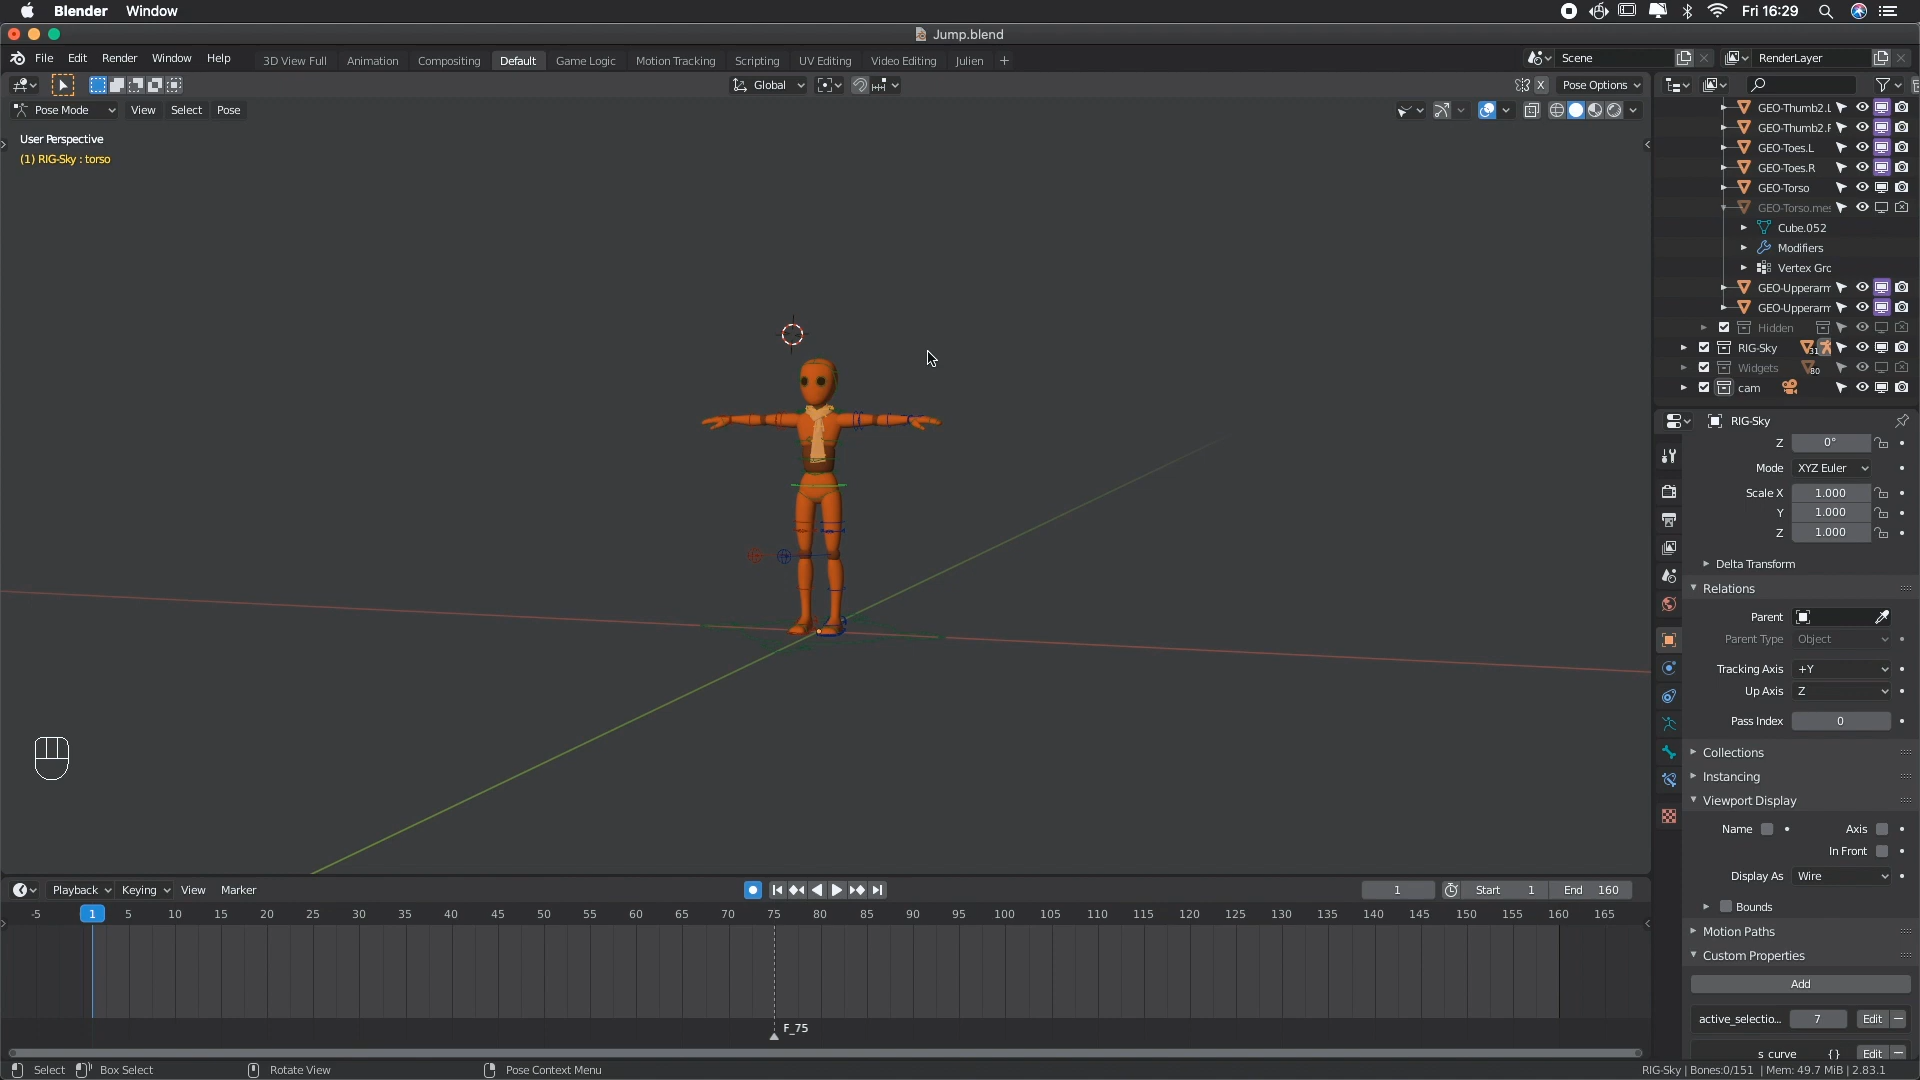 Blender Window Fri 16:29
Jump.blend
File Edit Render Window Help 3D View Full Animation Compositing Default Game Logic Motion Tracking Scripting UV Editing Video Editing Julien + Scene RenderLayer
Global X Pose Options
Pose Mode View Select Pose
User Perspective
(1) RIG-Sky : torso
GEO-Thumb2.L
GEO-Thumb2.F
GEO-Toes.L
GEO-Toes.R
GEO-Torso
GEO-Torso.mes
Cube.052
Modifiers
Vertex Grc
GEO-Upperarm
GEO-Upperarm
Hidden
RIG-Sky 31
Widgets 80
cam
RIG-Sky
Z 0°
Mode XYZ Euler
Scale X 1.000
Y 1.000
Z 1.000
Delta Transform
Relations
Parent
Parent Type Object
Tracking Axis +Y
Up Axis Z
Pass Index 0
Collections
Instancing
Viewport Display
Name Axis
In Front
Display As Wire
Bounds
Motion Paths
Custom Properties
Add
active_selectio... 7 Edit
s_curve {} Edit
Playback Keying View Marker 1 Start 1 End 160
-5 1 5 10 15 20 25 30 35 40 45 50 55 60 65 70 75 80 85 90 95 100 105 110 115 120 125 130 135 140 145 150 155 160 165
F_75
Select Box Select Rotate View Pose Context Menu RIG-Sky | Bones:0/151 | Mem: 49.7 MiB | 2.83.1